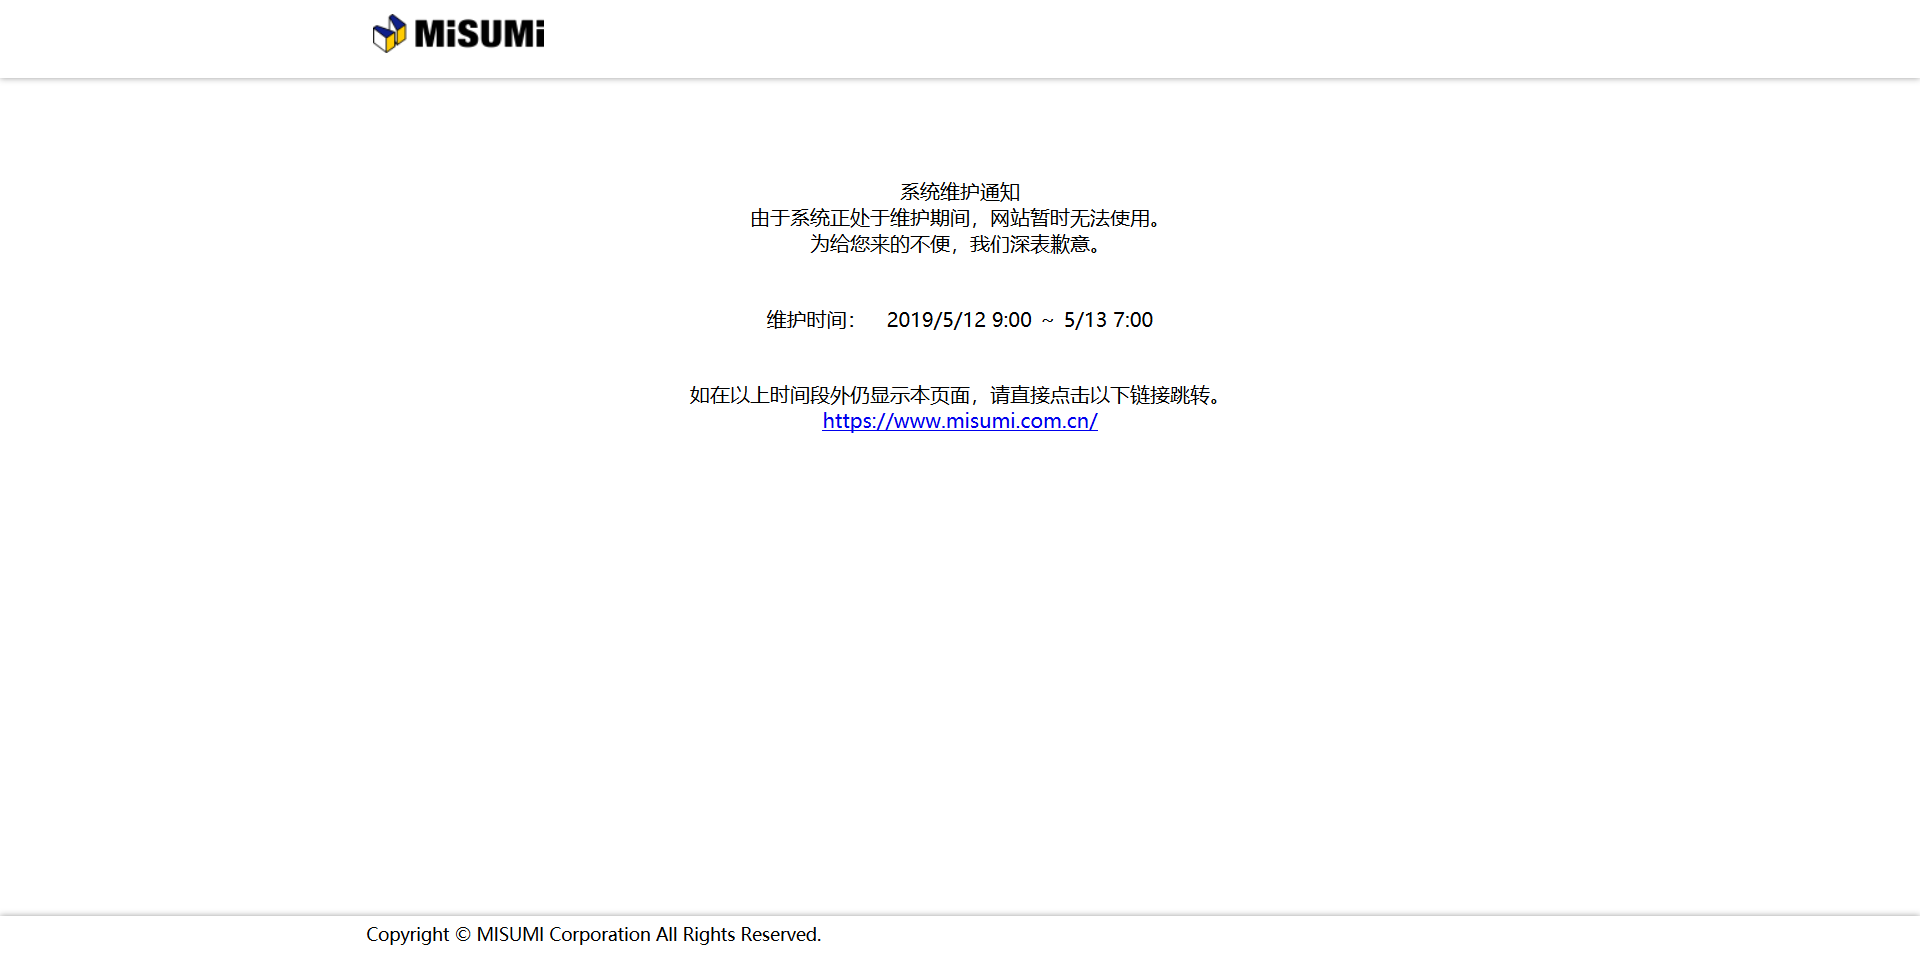 MiSUMi
系统维护通知
由于系统正处于维护期间，网站暂时无法使用。
为给您来的不便，我们深表歉意。
维护时间： 2019/5/12 9:00 ～ 5/13 7:00
如在以上时间段外仍显示本页面，请直接点击以下链接跳转。
https://www.misumi.com.cn/
Copyright © MISUMI Corporation All Rights Reserved.